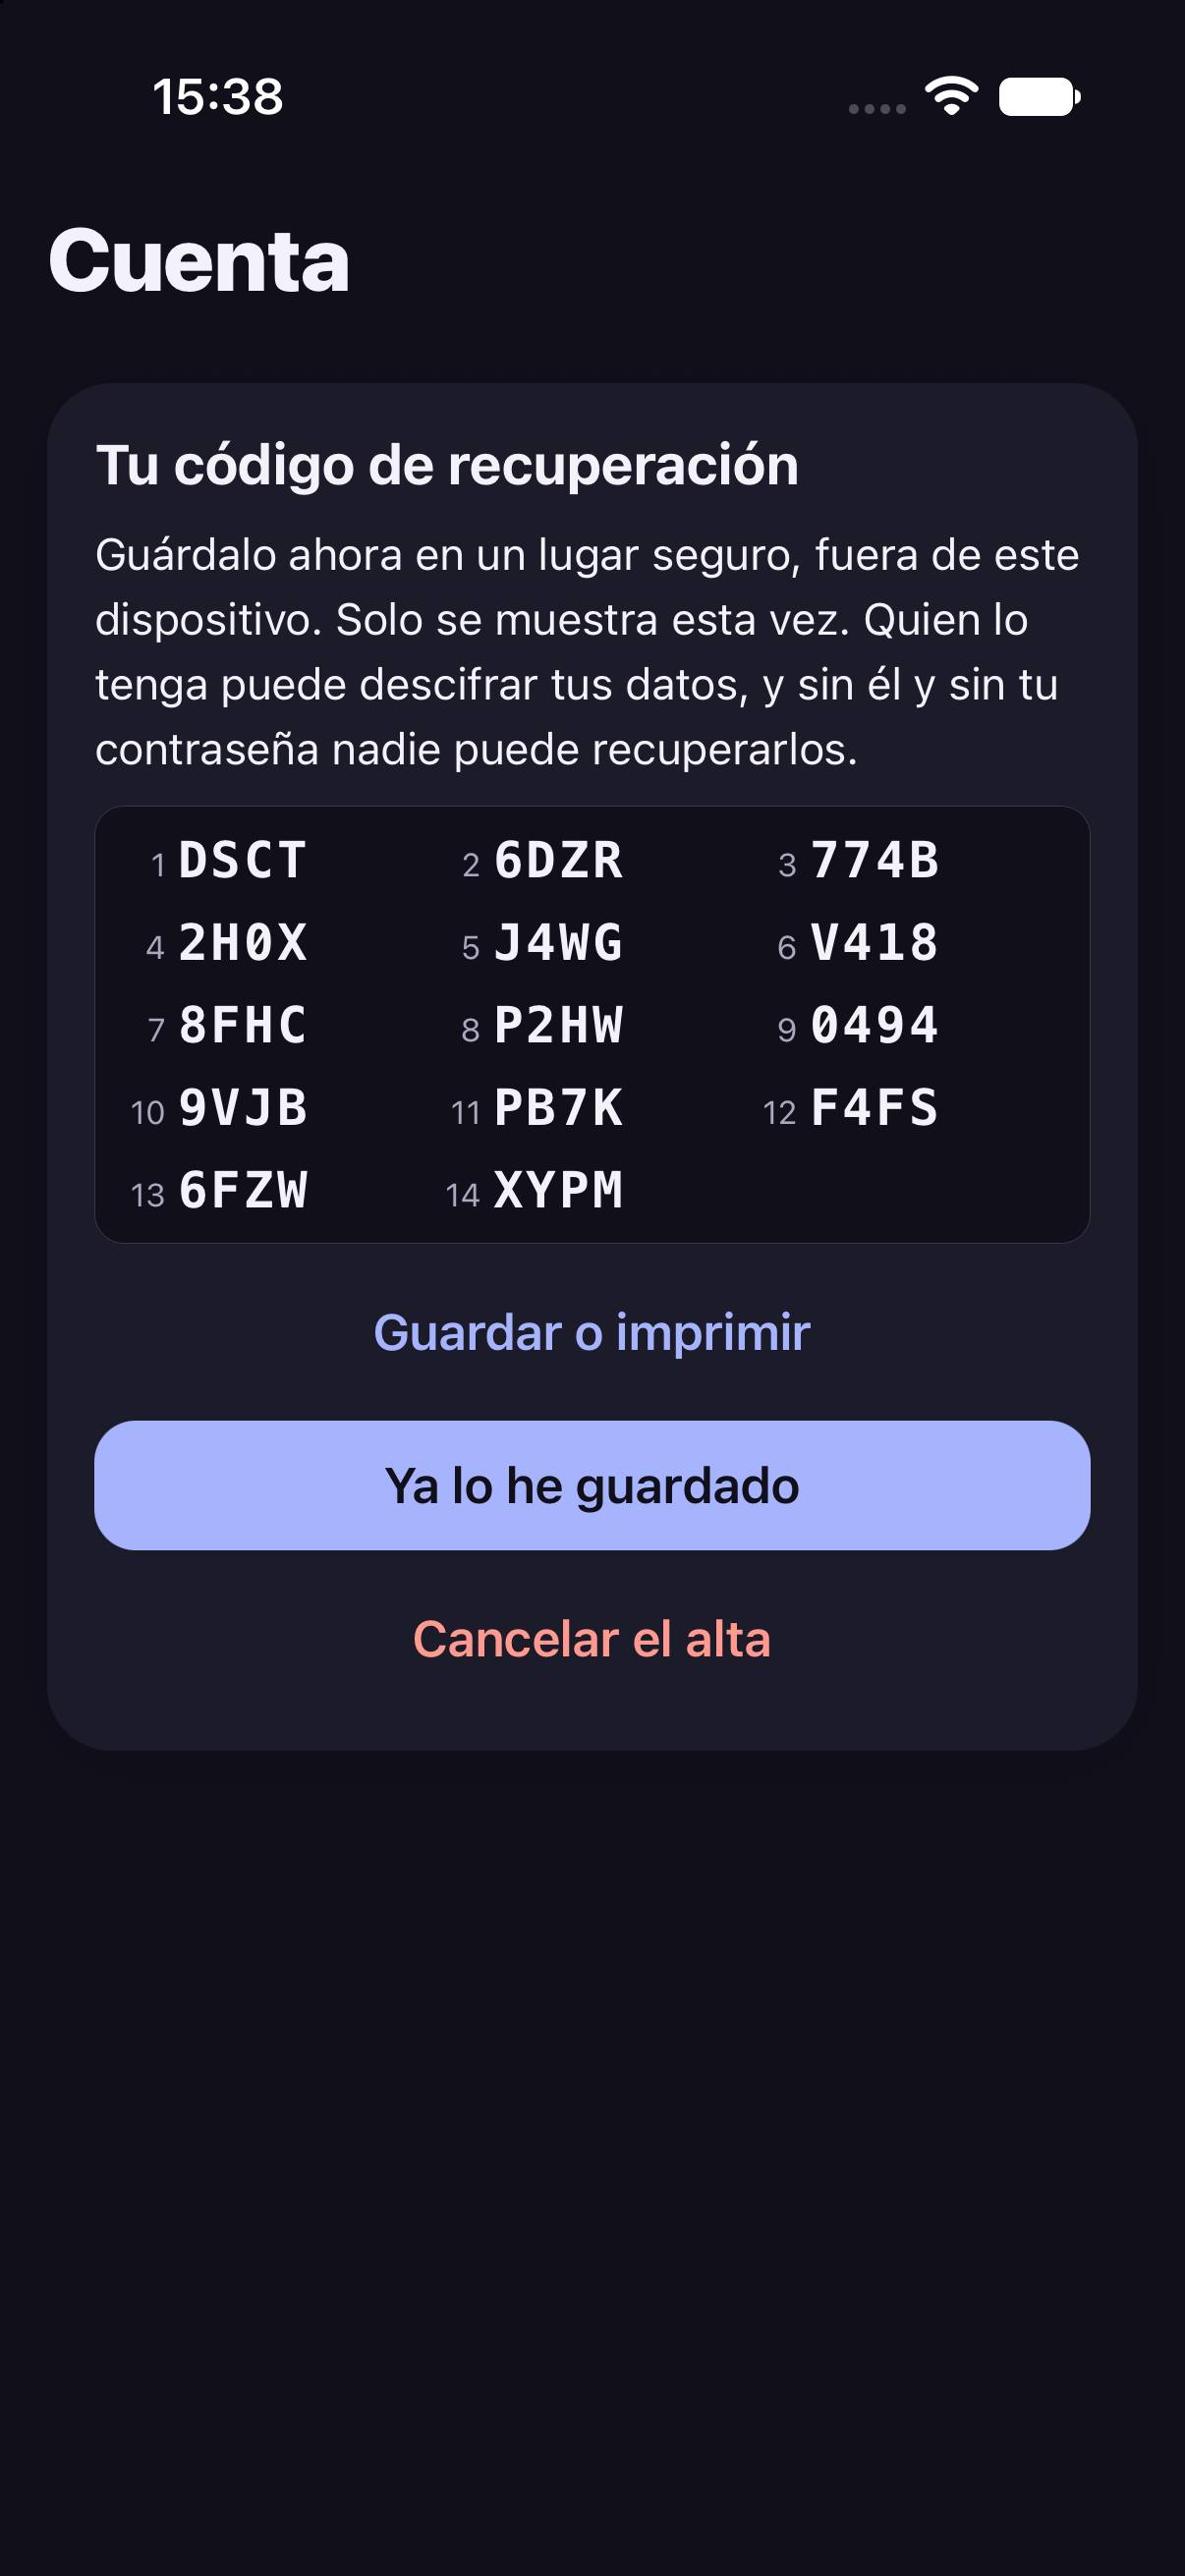 15:38
Cuenta
Tu código de recuperación
Guárdalo ahora en un lugar seguro, fuera de este
dispositivo. Solo se muestra esta vez. Quien lo
tenga puede descifrar tus datos, y sin él y sin tu
contraseña nadie puede recuperarlos.
1 DSCT 2 6DZR 3 774B
4 2H0X 5 J4WG 6 V418
7 8FHC 8 P2HW 9 0494
10 9VJB 11 PB7K 12 F4FS
13 6FZW 14 XYPM
Guardar o imprimir
Ya lo he guardado
Cancelar el alta